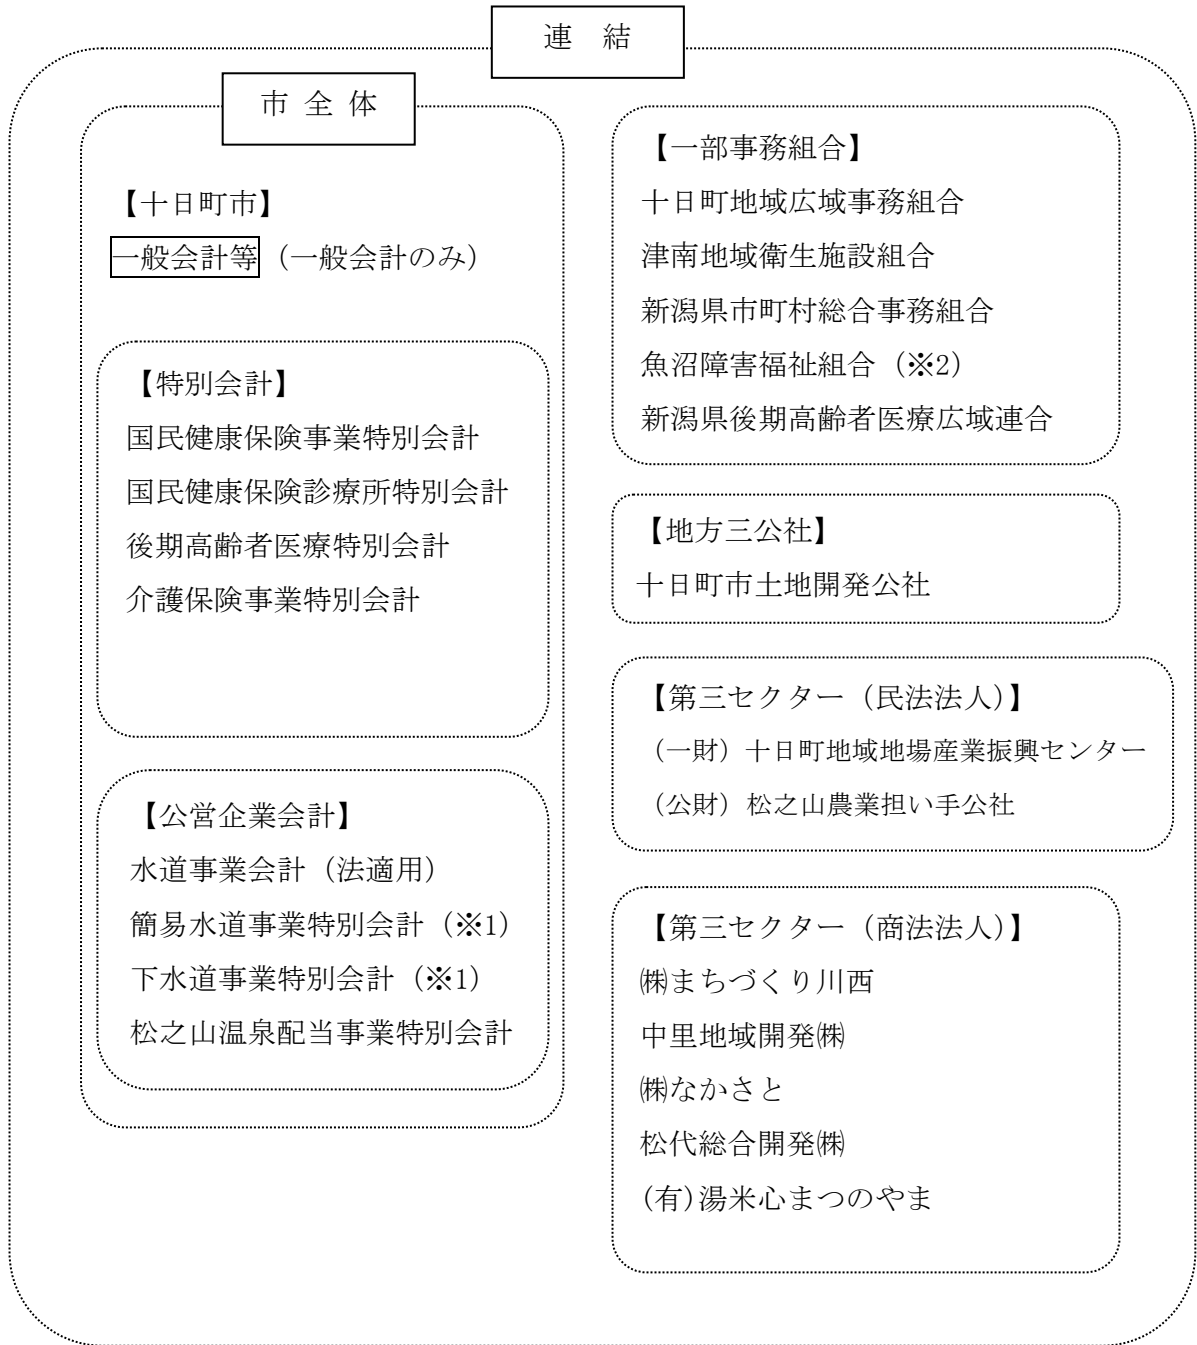 連　結
市 全 体
【十日町市】
一般会計等（一般会計のみ）
【特別会計】
国民健康保険事業特別会計
国民健康保険診療所特別会計
後期高齢者医療特別会計
介護保険事業特別会計
【公営企業会計】
水道事業会計（法適用）
簡易水道事業特別会計（※1）
下水道事業特別会計（※1）
松之山温泉配当事業特別会計
【一部事務組合】
十日町地域広域事務組合
津南地域衛生施設組合
新潟県市町村総合事務組合
魚沼障害福祉組合（※2）
新潟県後期高齢者医療広域連合
【地方三公社】
十日町市土地開発公社
【第三セクター（民法法人）】
（一財）十日町地域地場産業振興センター
（公財）松之山農業担い手公社
【第三セクター（商法法人）】
㈱まちづくり川西
中里地域開発㈱
㈱なかさと
松代総合開発㈱
(有)湯米心まつのやま